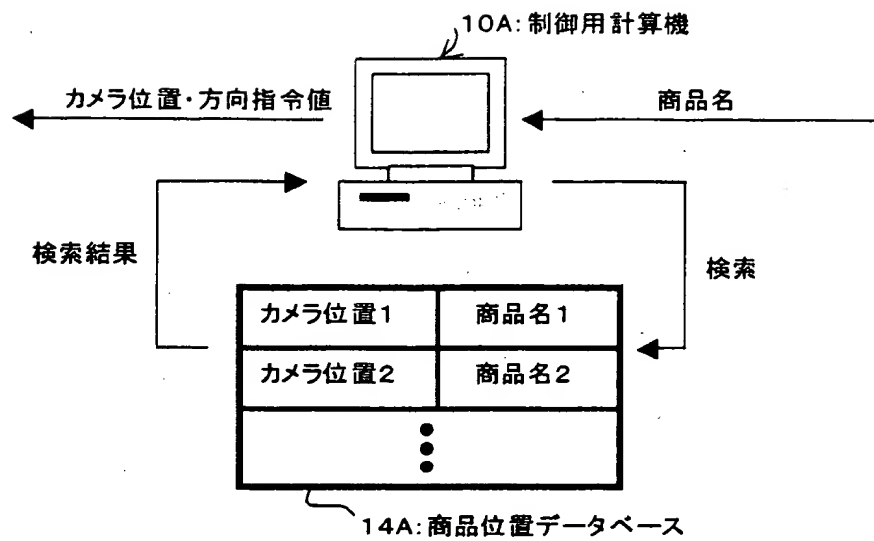 10A:制御用計算機
カメラ位置・方向指令値
商品名
検索結果
検索
カメラ位置1
商品名1
カメラ位置2
商品名2
14A:商品位置データベース